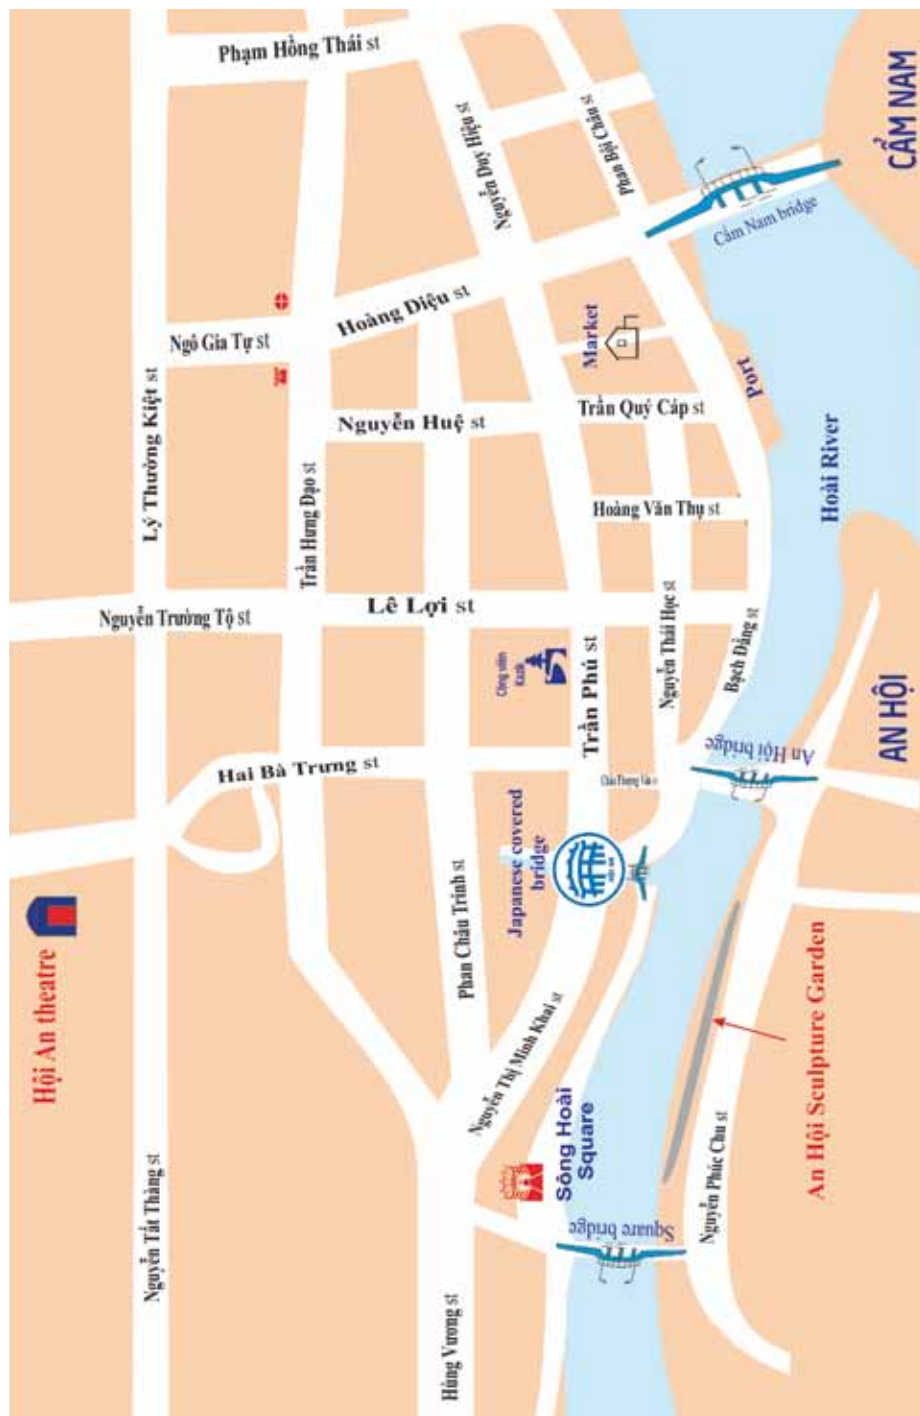 Phạm Hồng Thái st
Nguyễn Duy Hiệu st
Phan Bội Châu st
CẨM NAM
Cẩm Nam bridge
Ngô Gia Tự st
Hoàng Diệu st
Market
Port
Lý Thường Kiệt st
Nguyễn Huệ st
Trần Quý Cáp st
Trần Hưng Đạo st
Hoàng Văn Thụ st
Hoài River
Nguyễn Trường Tộ st
Lê Lợi st
Công viên
Kazik
Trần Phú st
Nguyễn Thái Học st
Bạch Đằng st
AN HỘI
An Hội bridge
Hai Bà Trưng st
Japanese covered
bridge
Hội An theatre
Phan Châu Trinh st
Nguyễn Thị Minh Khai st
An Hội Sculpture Garden
Sông Hoài
Square
Nguyễn Phúc Chu st
Square bridge
Nguyễn Tất Thàng st
Hùng Vương st